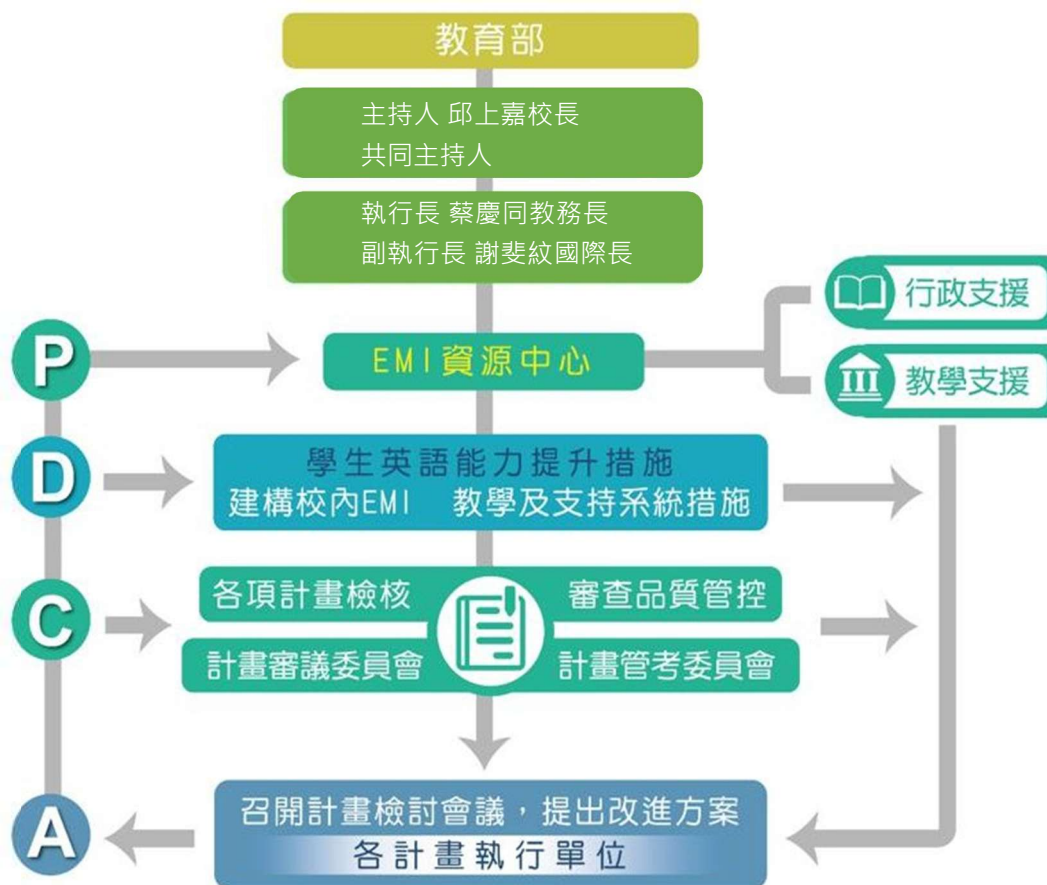 教育部
主持人 邱上嘉校長
共同主持人
執行長 蔡慶同教務長
副執行長 謝斐紋國際長
行政支援
P
EMI資源中心
教學支援
D
學生英語能力提升措施
建構校內EMI 教學及支持系統措施
C
各項計畫檢核
審查品質管控
計畫審議委員會
計畫管考委員會
A
召開計畫檢討會議，提出改進方案
各計畫執行單位